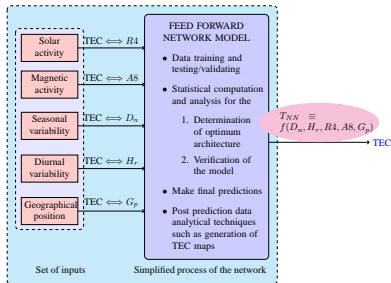 Solar
activity
TEC ⟺ R4
Magnetic
activity
TEC ⟺ A8
Seasonal
variability
TEC ⟺ Dₙ
Diurnal
variability
TEC ⟺ Hᵣ
Geographical
position
TEC ⟺ Gₚ
Set of inputs
FEED FORWARD
NETWORK MODEL
• Data training and
testing/validating
• Statistical computation
and analysis for the
1. Determination
of optimum
architecture
2. Verification of
the model
• Make final predictions
• Post prediction data
analytical techniques
such as generation of
TEC maps
Simplified process of the network
T_NN ≡
f(Dₙ, Hᵣ, R4, A8, Gₚ)
TEC